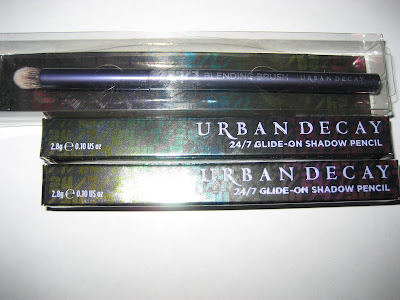 BLENDING BRUSH URBAN DECAY
URBAN DECAY
24/7 GLIDE-ON SHADOW PENCIL
2.8g ℮ 0.10 US oz
URBAN DECAY
24/7 GLIDE-ON SHADOW PENCIL
2.8g ℮ 0.10 US oz